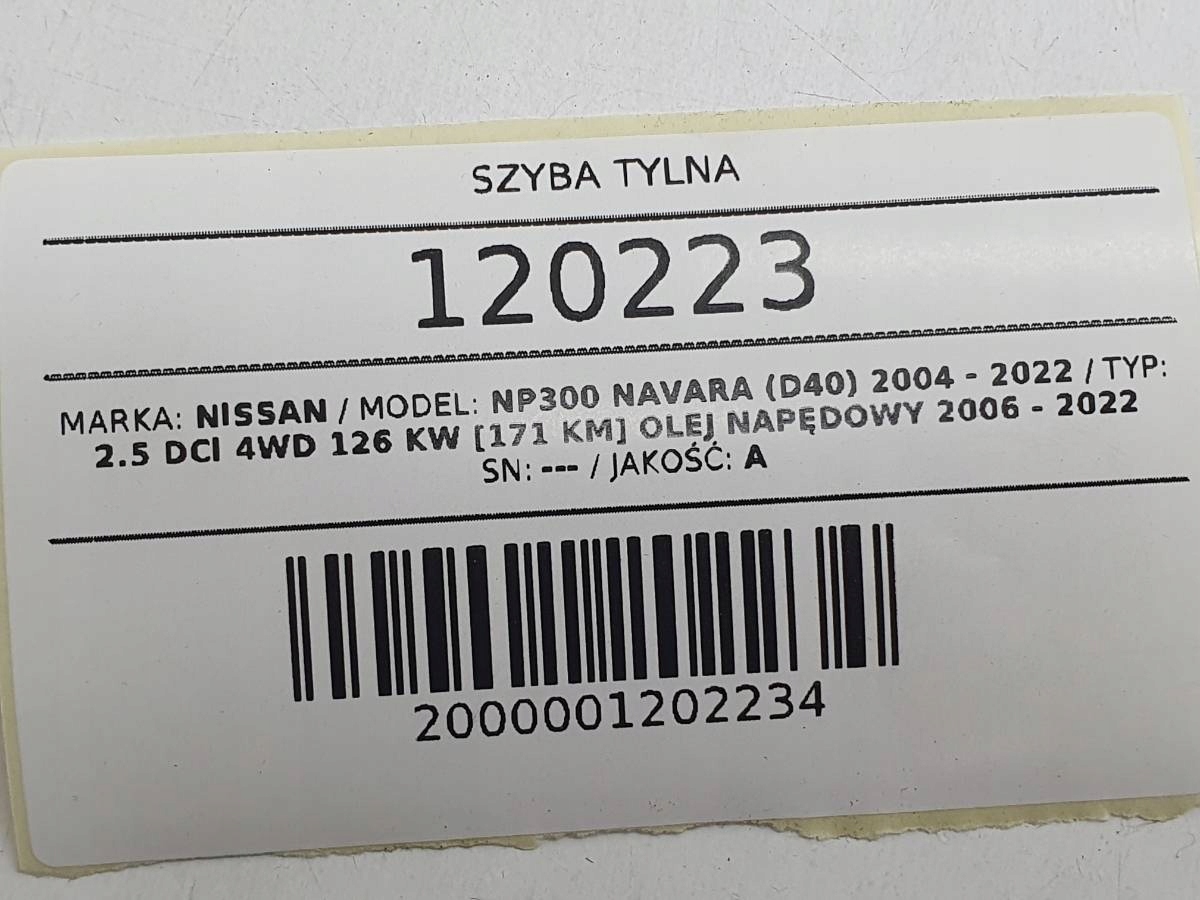 SZYBA TYLNA
120223
MARKA: NISSAN / MODEL: NP300 NAVARA (D40) 2004 - 2022 / TYP:
2.5 DCI 4WD 126 KW [171 KM] OLEJ NAPĘDOWY 2006 - 2022
SN: --- / JAKOŚĆ: A
2000001202234